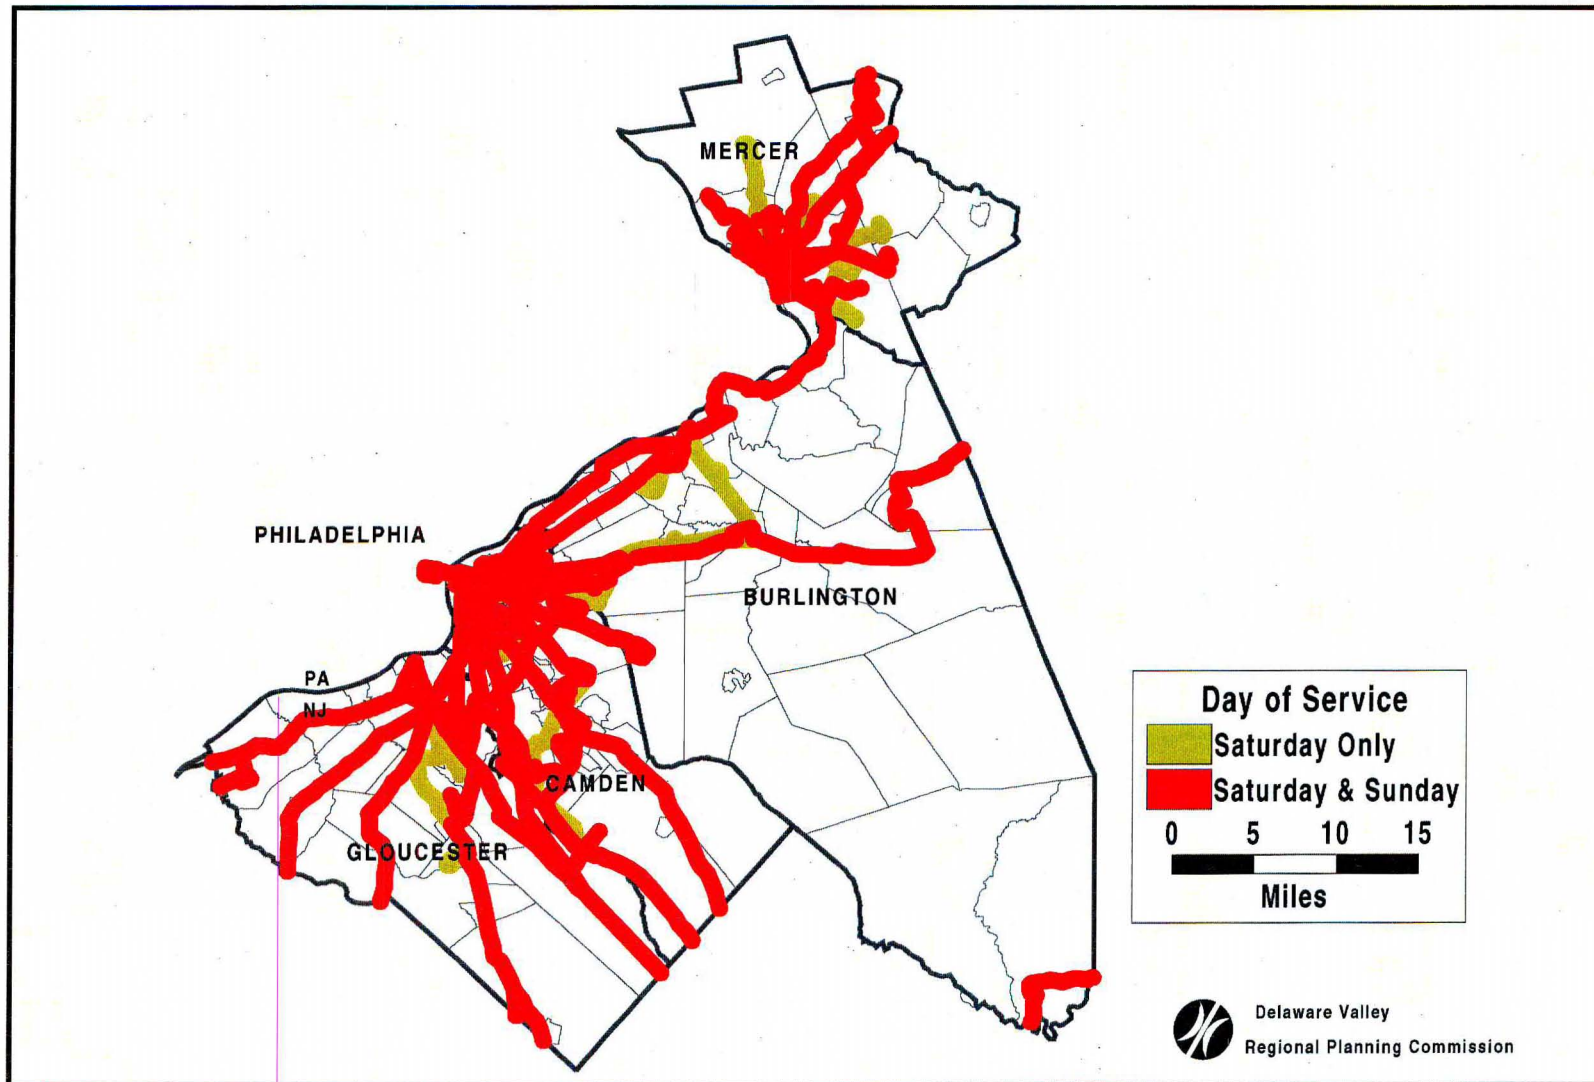 MERCER
PHILADELPHIA
BURLINGTON
PA
NJ
CAMDEN
GLOUCESTER
Day of Service
Saturday Only
Saturday & Sunday
0 5 10 15
Miles
Delaware Valley
Regional Planning Commission